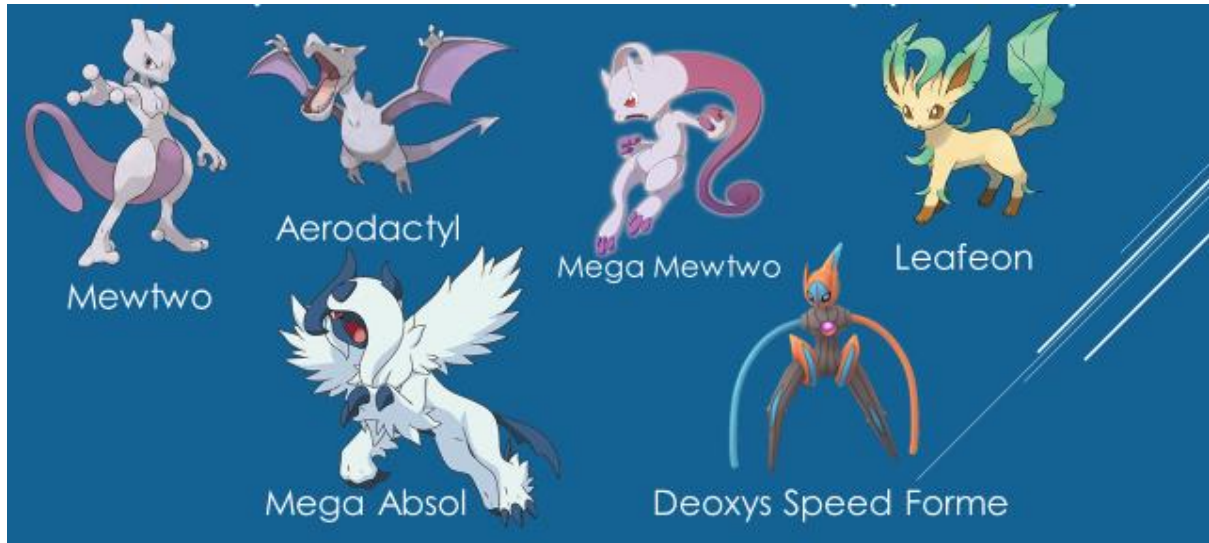 Mewtwo
Aerodactyl
Mega Mewtwo
Leafeon
Mega Absol
Deoxys Speed Forme